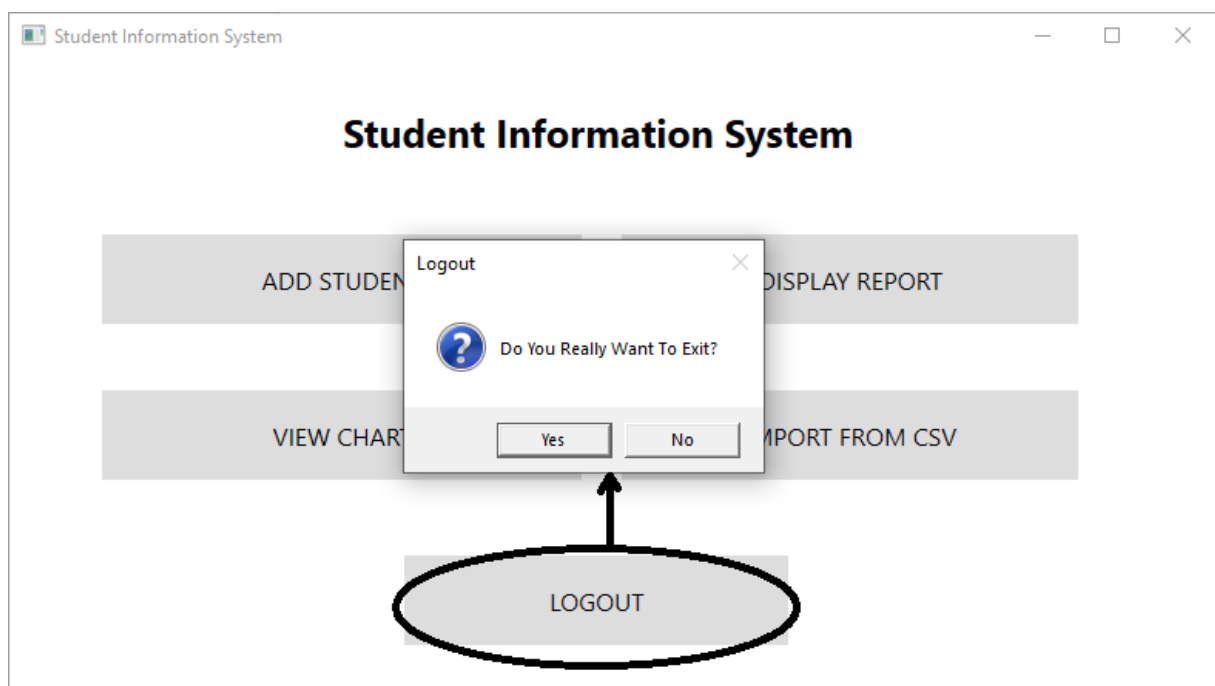 Student Information System
Student Information System
ADD STUDEN
DISPLAY REPORT
Logout
Do You Really Want To Exit?
Yes
No
VIEW CHART
MPORT FROM CSV
LOGOUT